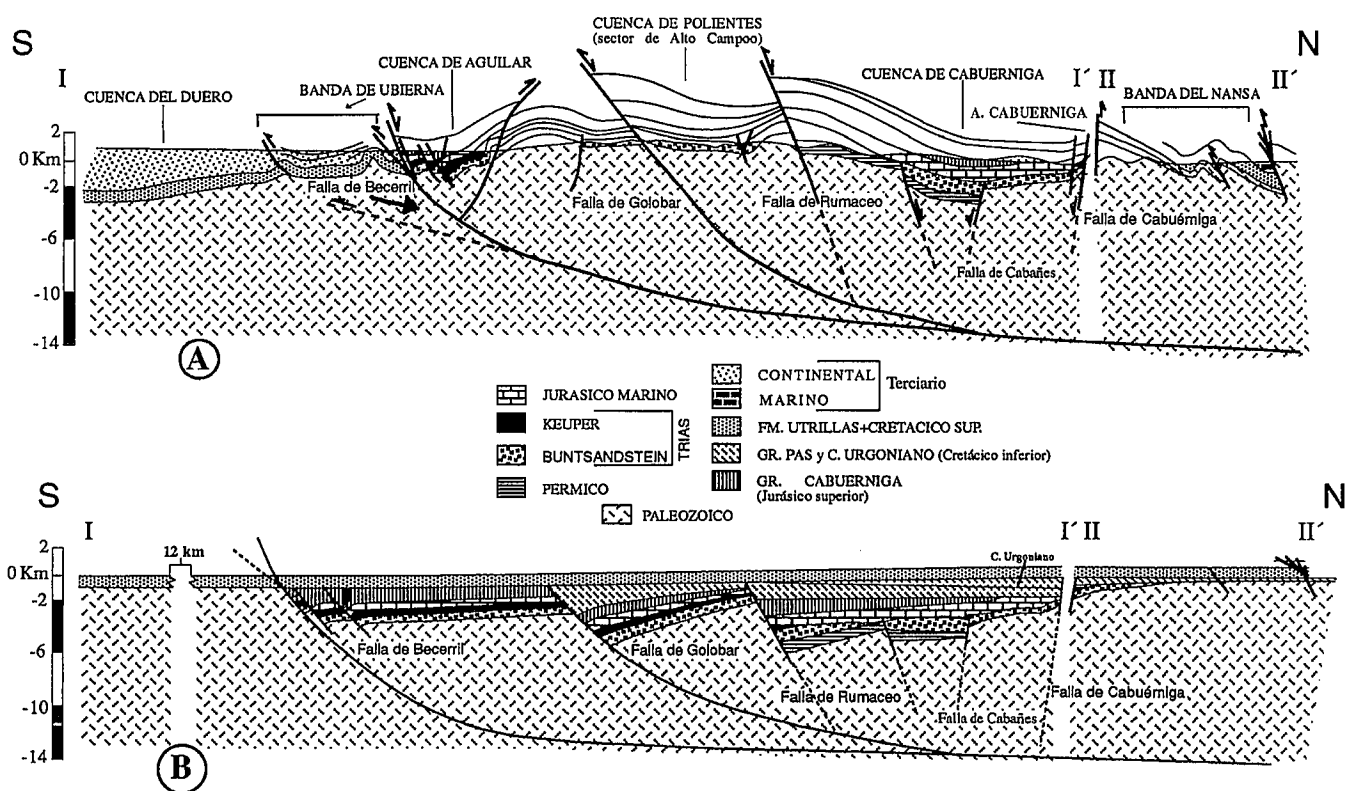 S
N
CUENCA DE POLIENTES
(sector de Alto Campoo)
I
CUENCA DE AGUILAR
CUENCA DE CABUERNIGA
I´ II
II´
CUENCA DEL DUERO
BANDA DE UBIERNA
A. CABUERNIGA
BANDA DEL NANSA
2
0 Km
-2
-6
-10
-14
Falla de Becerril
Falla de Golobar
Falla de Rumaceo
Falla de Cabuérniga
Falla de Cabañes
A
JURASICO MARINO
KEUPER
BUNTSANDSTEIN
TRIAS
PERMICO
PALEOZOICO
CONTINENTAL
MARINO
Terciario
FM. UTRILLAS+CRETACICO SUP.
GR. PAS y C. URGONIANO (Cretácico inferior)
GR. CABUERNIGA
(Jurásico superior)
S
N
I
I´ II
II´
12 km
C. Urgoniano
2
0 Km
-2
-6
-10
-14
Falla de Becerril
Falla de Golobar
Falla de Rumaceo
Falla de Cabuérniga
Falla de Cabañes
B